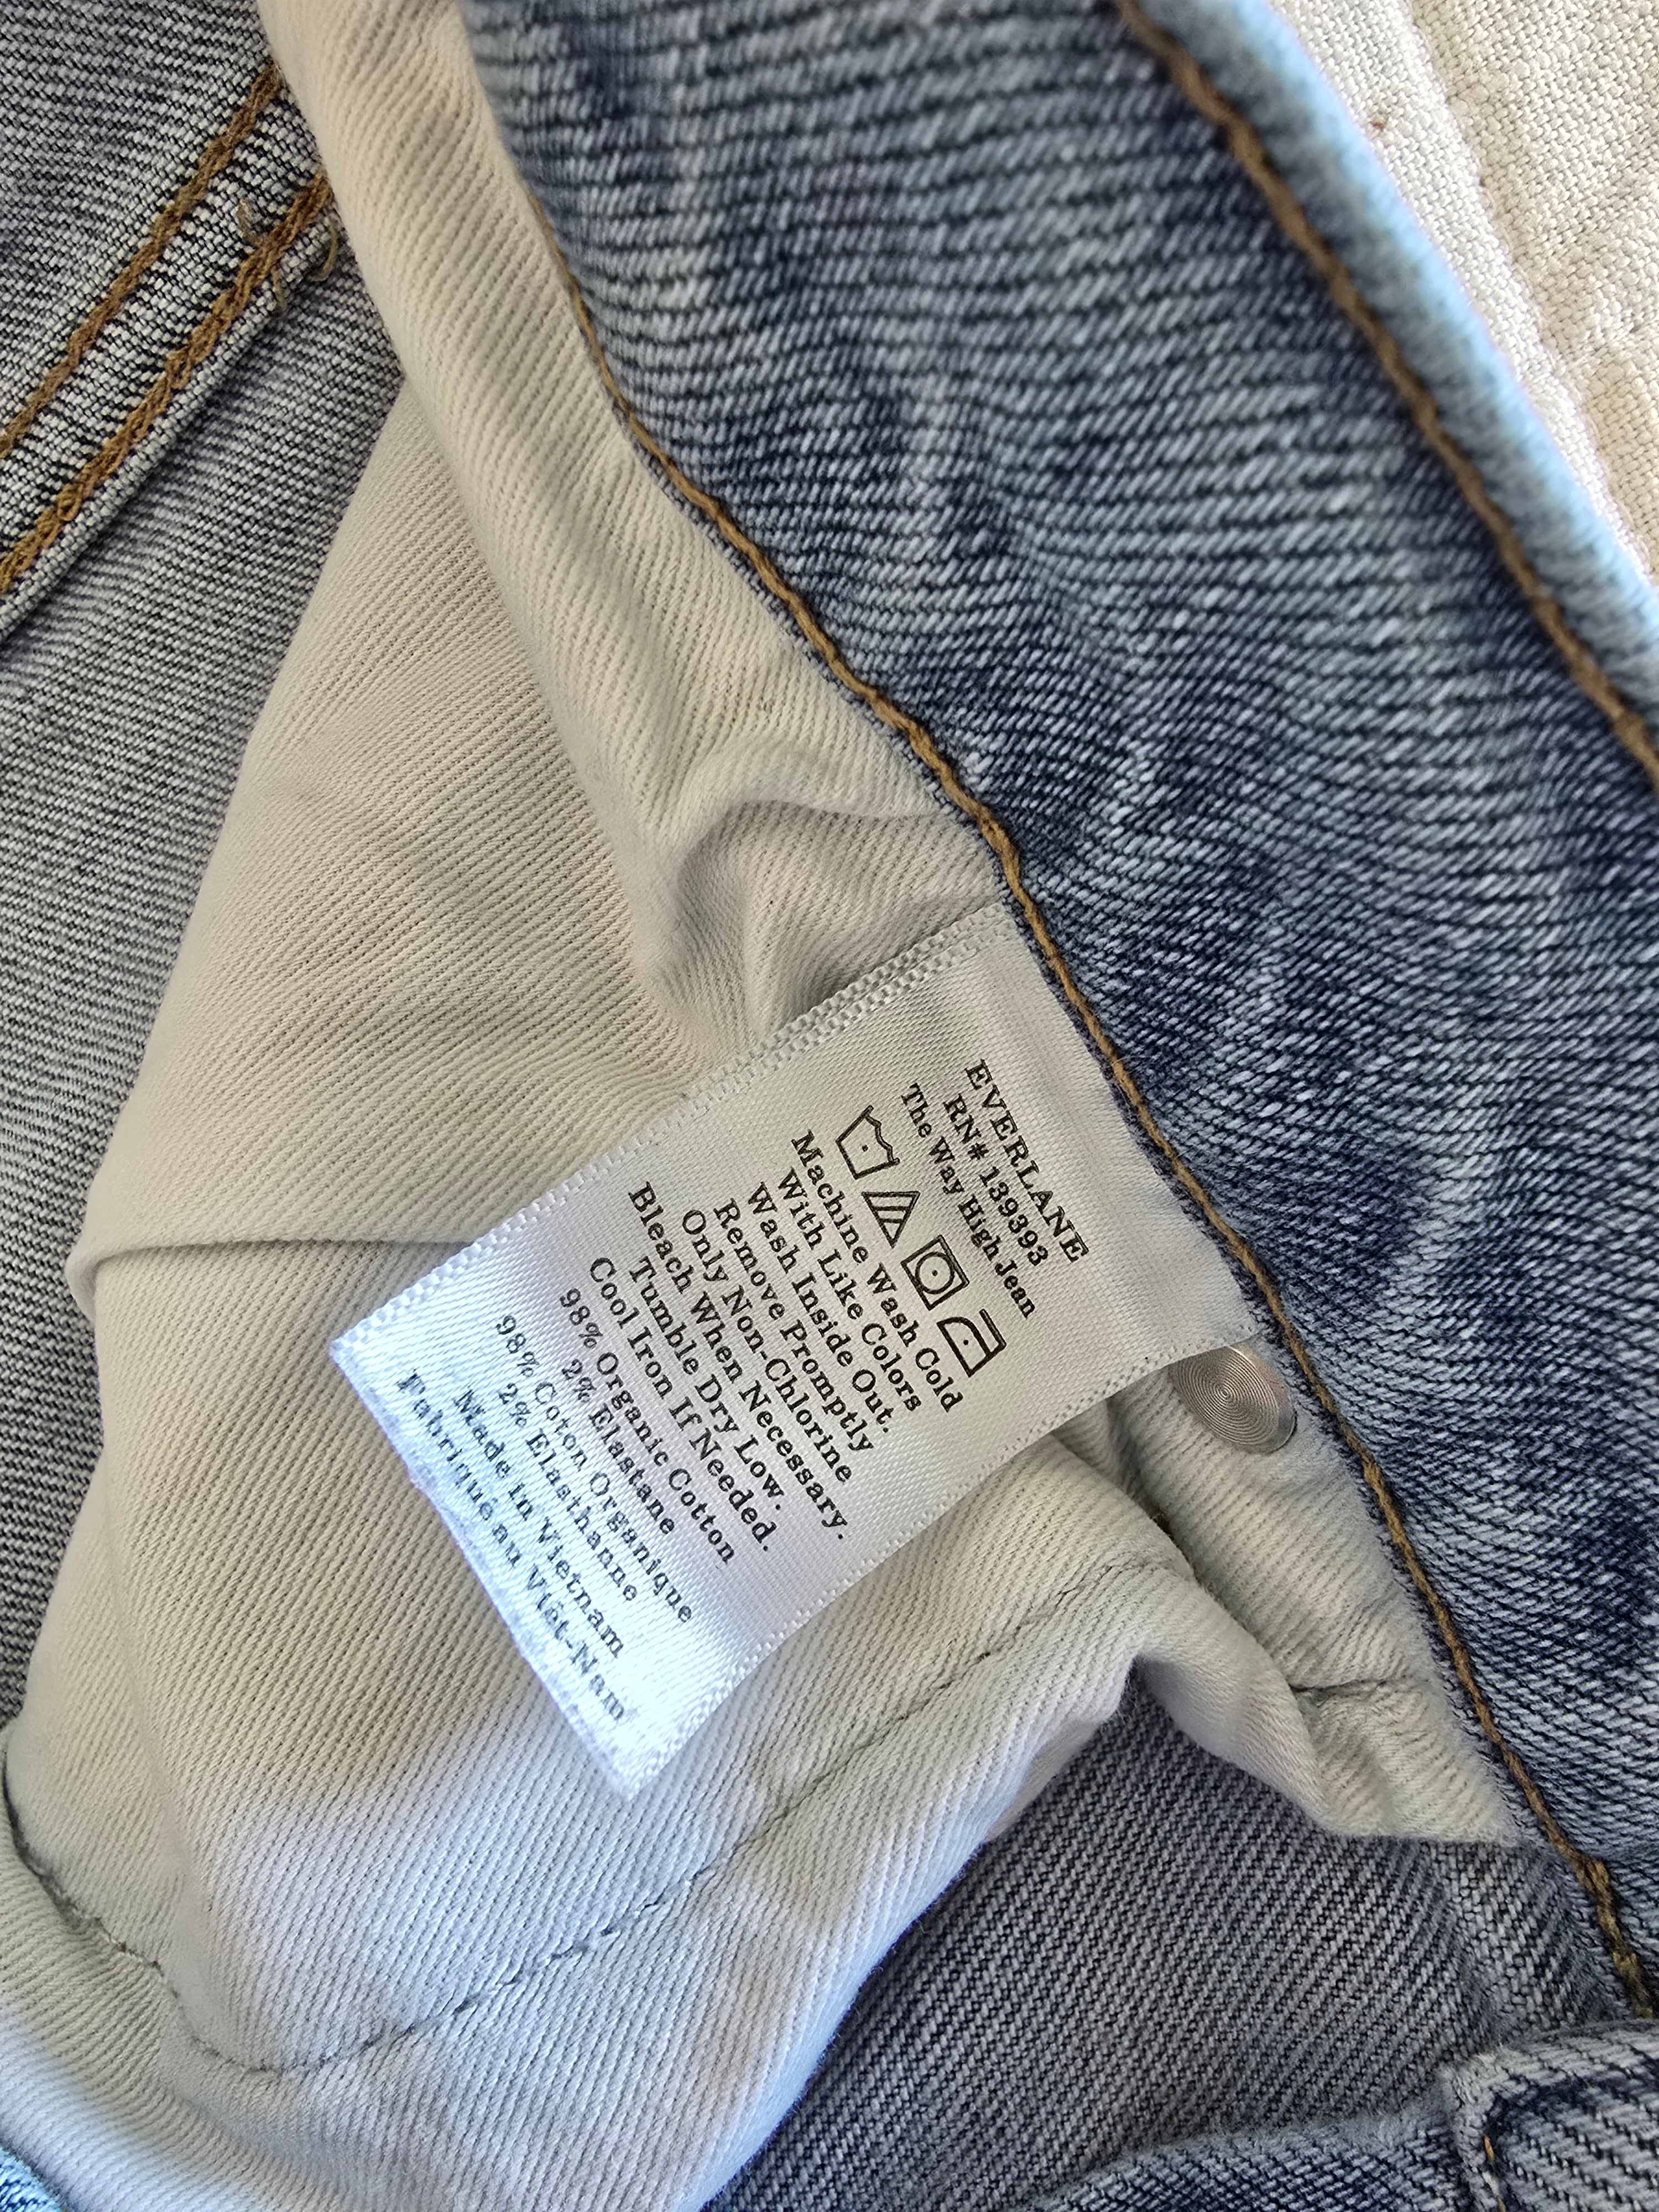 EVERLANE
RN# 139393
The Way High Jean
Machine Wash Cold
With Like Colors
Wash Inside Out.
Remove Promptly
Only Non-Chlorine
Bleach When Necessary.
Tumble Dry Low.
Cool Iron If Needed.
98% Organic Cotton
2% Elastane
98% Coton Organique
2% Elasthanne
Made in Vietnam
Fabriqué au Viêt-Nam